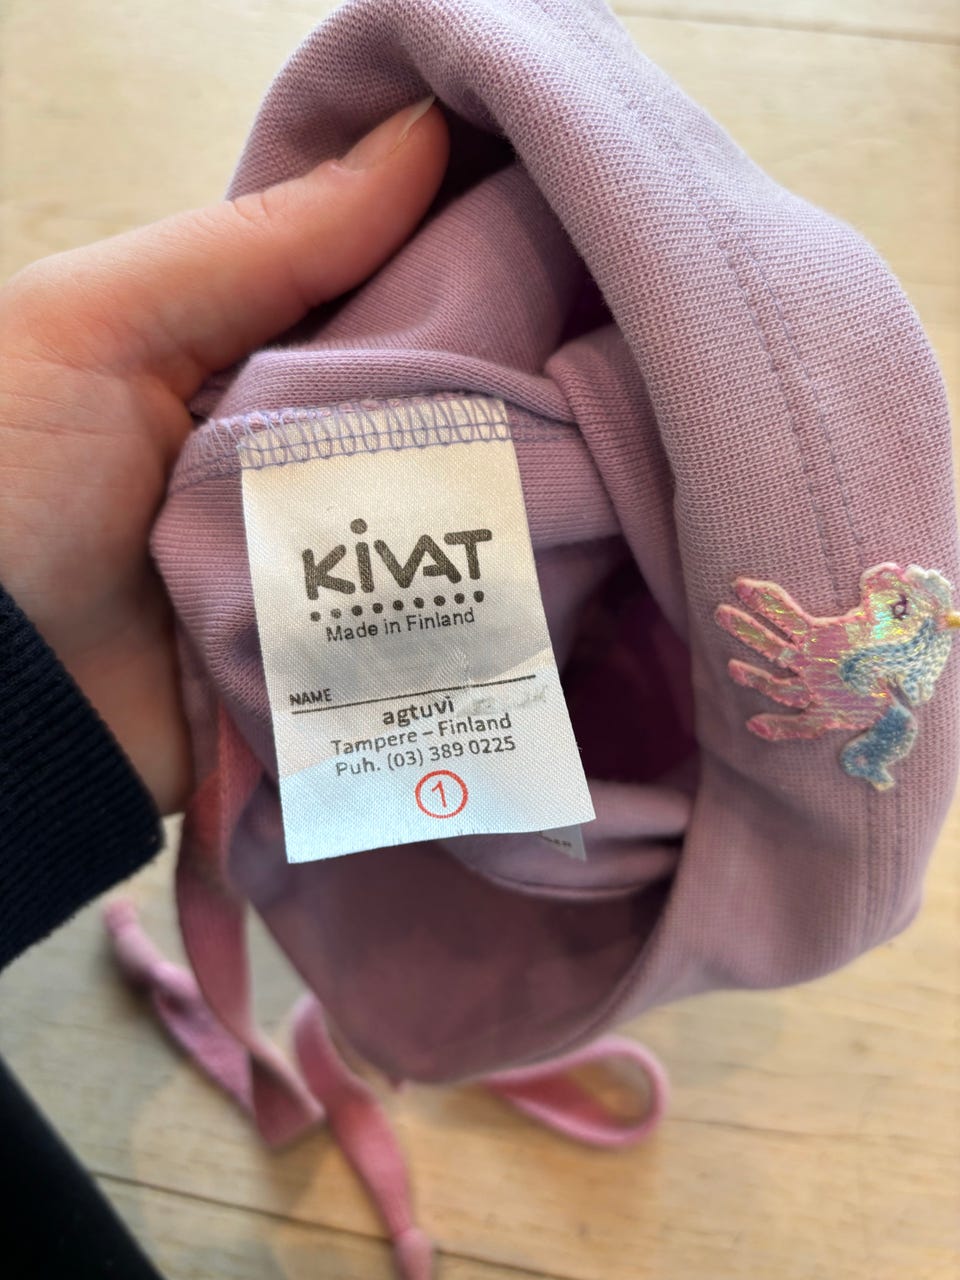 KiVAT
Made in Finland
NAME
agtuvi
Tampere – Finland
Puh. (03) 389 0225
1